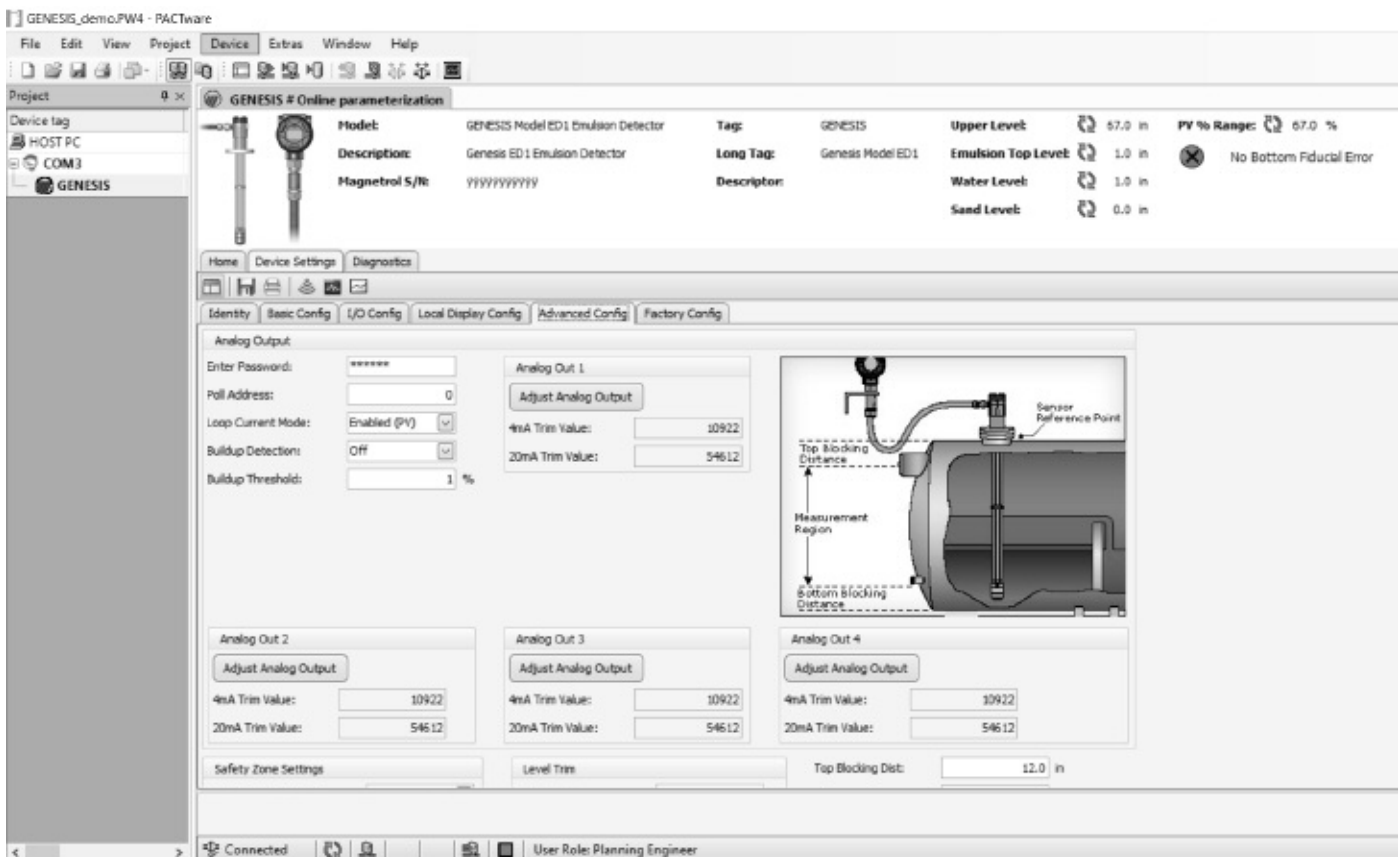 GENESIS_demo.PW4 - PACTware
File Edit View Project Device Extras Window Help
Project
Device tag
HOST PC
COM3
GENESIS
GENESIS # Online parameterization
Model: GENESIS Model ED1 Emulsion Detector Tag: GENESIS Upper Level: 67.0 in PV % Range: 67.0 %
Description: Genesis ED1 Emulsion Detector Long Tag: Genesis Model ED1 Emulsion Top Level: 1.0 in No Bottom Fiducial Error
Magnetrol S/N: yyyyyyyyyyy Descriptor: Water Level: 1.0 in
Sand Level: 0.0 in
Home Device Settings Diagnostics
Identity Basic Config I/O Config Local Display Config Advanced Config Factory Config
Analog Output
Enter Password: ******
Poll Address: 0
Loop Current Mode: Enabled (PV)
Buildup Detection: Off
Buildup Threshold: 1 %
Analog Out 1
Adjust Analog Output
4mA Trim Value: 10922
20mA Trim Value: 54612
Sensor
Reference Point
Top Blocking
Distance
Measurement
Region
Bottom Blocking
Distance
Analog Out 2
Adjust Analog Output
4mA Trim Value: 10922
20mA Trim Value: 54612
Analog Out 3
Adjust Analog Output
4mA Trim Value: 10922
20mA Trim Value: 54612
Analog Out 4
Adjust Analog Output
4mA Trim Value: 10922
20mA Trim Value: 54612
Safety Zone Settings
Level Trim
Top Blocking Dist: 12.0 in
Connected
User Role: Planning Engineer